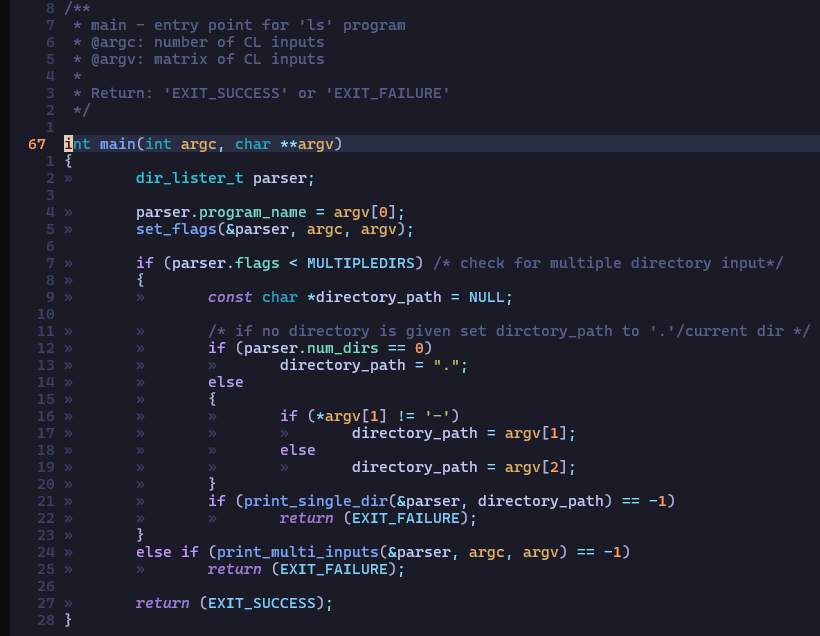 8 /**
7  * main - entry point for 'ls' program
6  * @argc: number of CL inputs
5  * @argv: matrix of CL inputs
4  *
3  * Return: 'EXIT_SUCCESS' or 'EXIT_FAILURE'
2  */
1
67 int main(int argc, char **argv)
1 {
2 »       dir_lister_t parser;
3
4 »       parser.program_name = argv[0];
5 »       set_flags(&parser, argc, argv);
6
7 »       if (parser.flags < MULTIPLEDIRS) /* check for multiple directory input*/
8 »       {
9 »       »       const char *directory_path = NULL;
10
11 »       »       /* if no directory is given set dirctory_path to '.'/current dir */
12 »       »       if (parser.num_dirs == 0)
13 »       »       »       directory_path = ".";
14 »       »       else
15 »       »       {
16 »       »       »       if (*argv[1] != '-')
17 »       »       »       »       directory_path = argv[1];
18 »       »       »       else
19 »       »       »       »       directory_path = argv[2];
20 »       »       }
21 »       »       if (print_single_dir(&parser, directory_path) == -1)
22 »       »       »       return (EXIT_FAILURE);
23 »       }
24 »       else if (print_multi_inputs(&parser, argc, argv) == -1)
25 »       »       return (EXIT_FAILURE);
26
27 »       return (EXIT_SUCCESS);
28 }